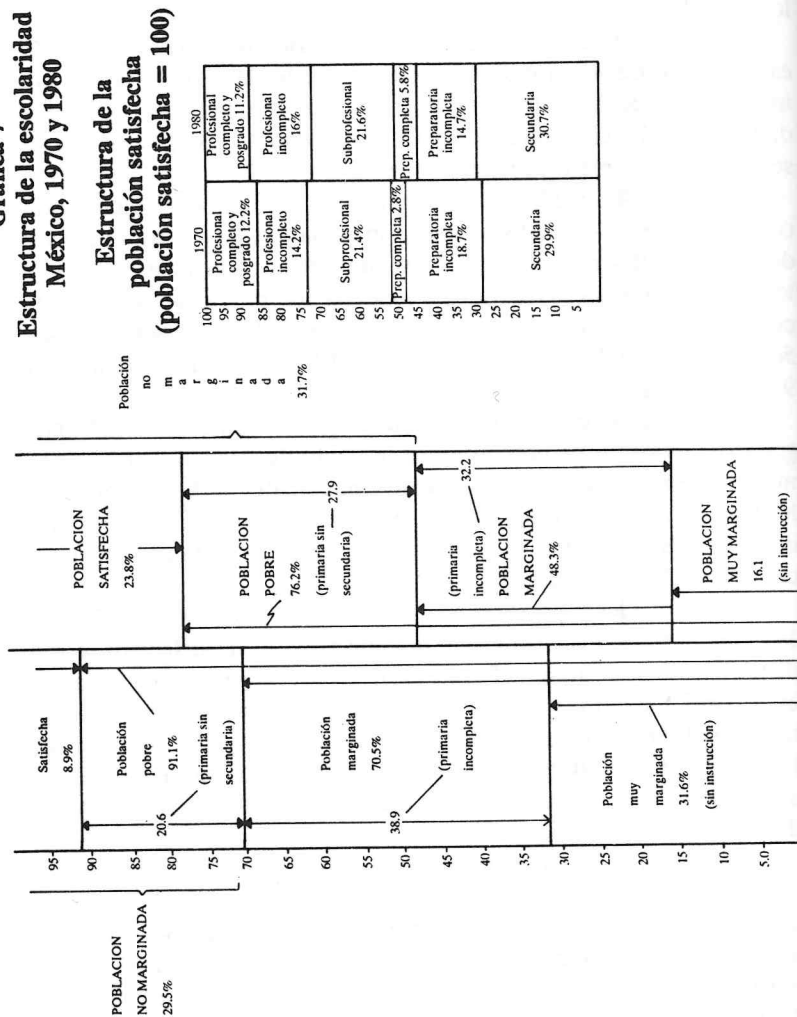 Estructura de la escolaridad
México, 1970 y 1980
Estructura de la
población satisfecha
(población satisfecha = 100)
POBLACION
NO MARGINADA
29.5%
95
90
85
80
75
70
65
60
55
50
45
40
35
30
20
10
5.0
Satisfecha
8.9%
Población
pobre
91.1%
20.6
(primaria sin
secundaria)
Población
marginada
70.5%
38.9
(primaria
incompleta)
Población
muy
marginada
31.6%
(sin instrucción)
POBLACION
SATISFECHA
23.8%
POBLACION
POBRE
76.2%
(primaria sin
secundaria)
27.9
(primaria
incompleta)
32.2
POBLACION
MARGINADA
48.3%
POBLACION
MUY MARGINADA
16.1
(sin instrucción)
Población
no
m
a
r
g
i
n
a
d
a
31.7%
100
95
90
85
80
75
70
65
60
55
50
45
40
35
30
25
20
15
10
5
1970
Profesional
completo y
posgrado 12.2%
Profesional
incompleto
14.2%
Subprofesional
21.4%
Prep. completa 2.8%
Preparatoria
incompleta
18.7%
Secundaria
29.9%
1980
Profesional
completo y
posgrado 11.2%
Profesional
incompleto
16%
Subprofesional
21.6%
Prep. completa 5.8%
Preparatoria
incompleta
14.7%
Secundaria
30.7%